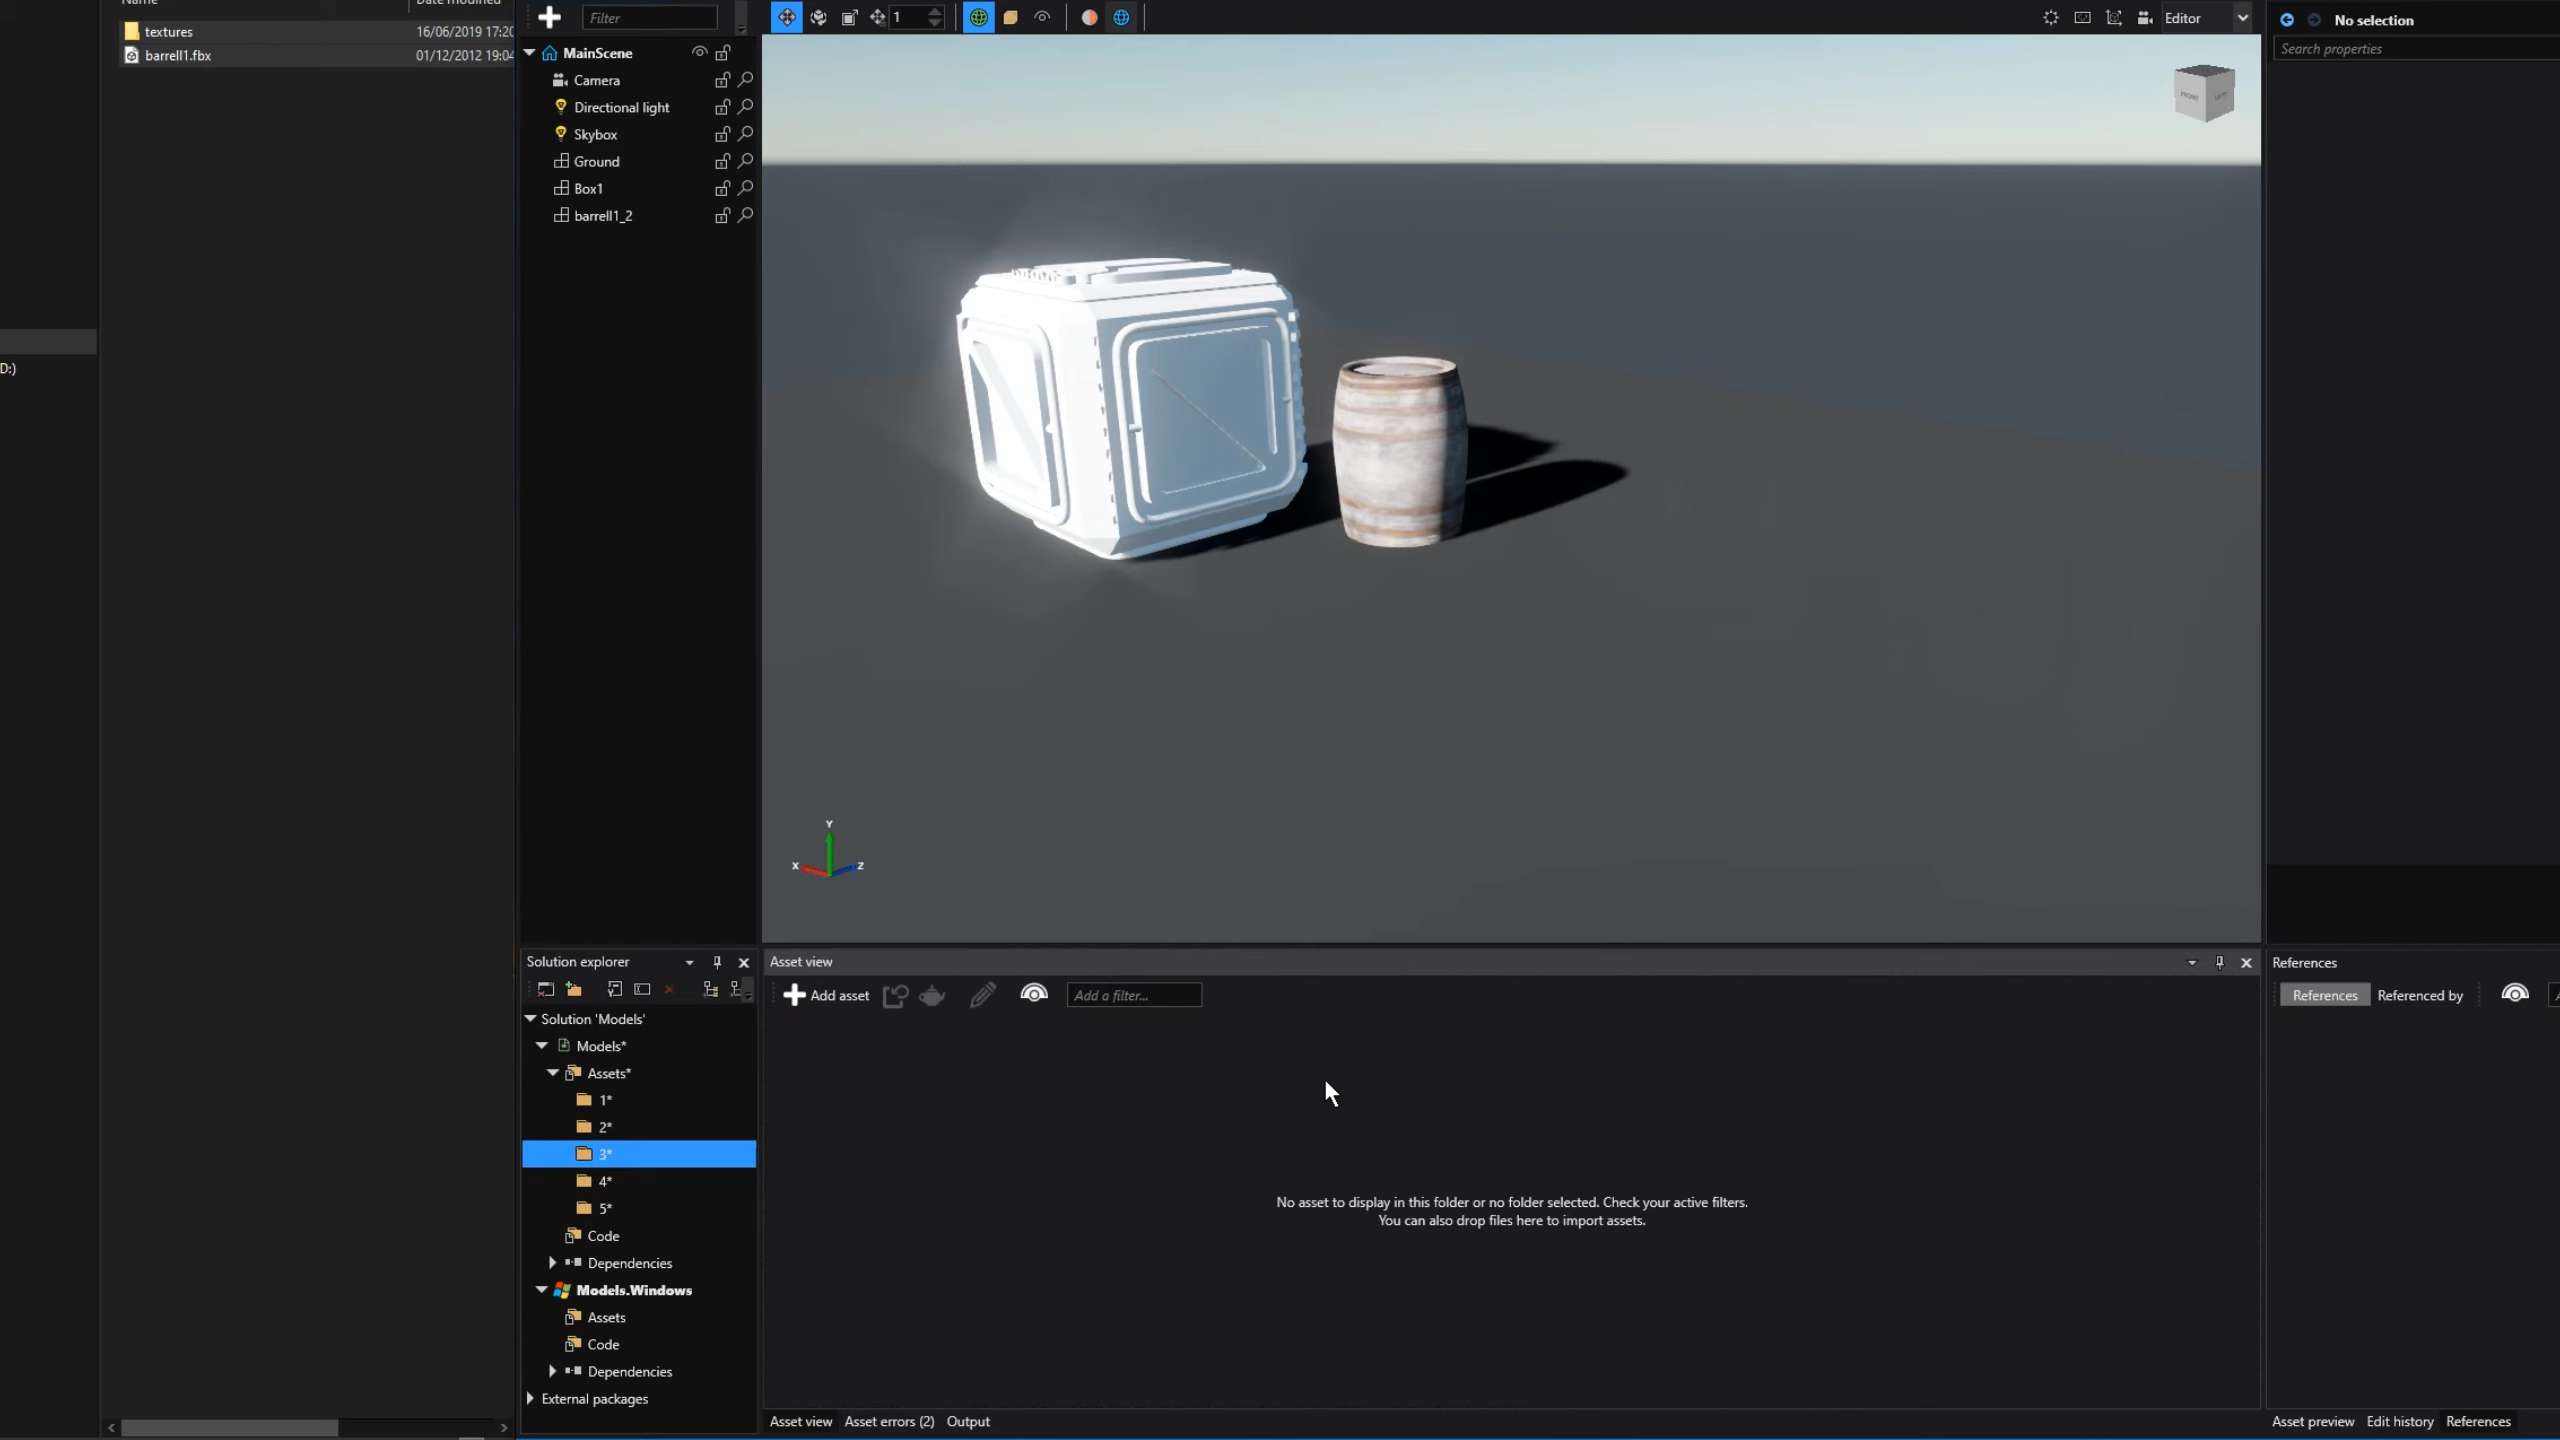 Name Date modified
textures 16/06/2019 17:20
barrell1.fbx 01/12/2012 19:04
D:)
Filter
MainScene
Camera
Directional light
Skybox
Ground
Box1
barrell1_2
1
Editor
FRONT LEFT
Y
X Z
No selection
Search properties
Solution explorer
Solution 'Models'
Models*
Assets*
1*
2*
3*
4*
5*
Code
Dependencies
Models.Windows
Assets
Code
Dependencies
External packages
Asset view
Add asset
Add a filter...
No asset to display in this folder or no folder selected. Check your active filters.
You can also drop files here to import assets.
Asset view Asset errors (2) Output
References
References Referenced by
Asset preview Edit history References